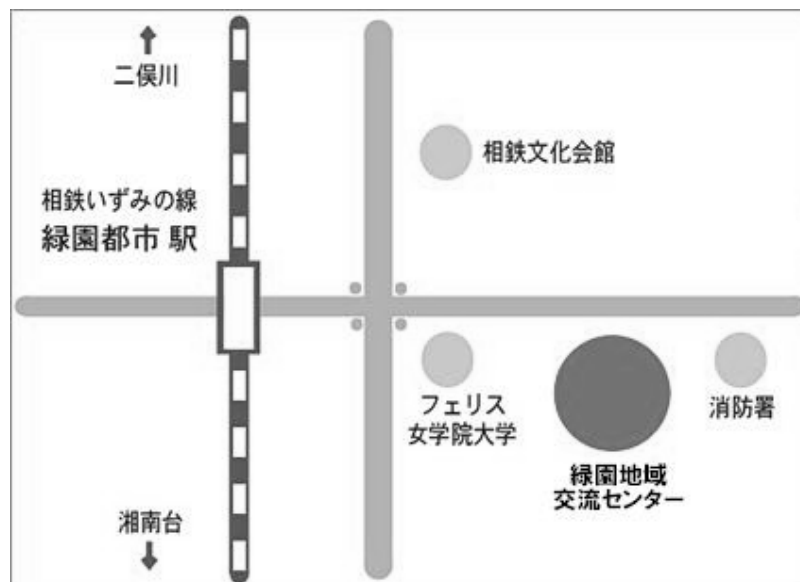 二俣川
相鉄文化会館
相鉄いずみの線
緑園都市 駅
フェリス
女学院大学
消防署
緑園地域
交流センター
湘南台